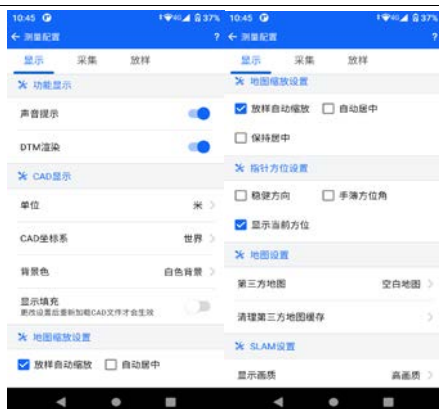 10:45 4G 37%
← 测量配置 ?
显示 采集 放样
功能显示
声音提示
DTM渲染
CAD显示
单位 米
CAD坐标系 世界
背景色 白色背景
显示填充
更改设置后重新加载CAD文件才会生效
地图缩放设置
放样自动缩放 自动居中
10:45 4G 37%
← 测量配置 ?
显示 采集 放样
地图缩放设置
放样自动缩放 自动居中
保持居中
指针方位设置
稳健方向 手簿方位角
显示当前方位
地图设置
第三方地图 空白地图
清理第三方地图缓存
SLAM设置
显示画质 高画质